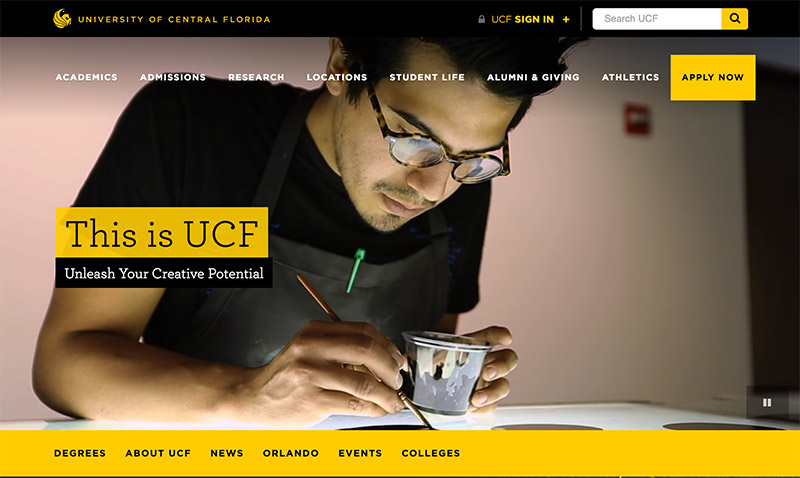 UNIVERSITY OF CENTRAL FLORIDA
UCF SIGN IN +
Search UCF
ACADEMICS ADMISSIONS RESEARCH LOCATIONS STUDENT LIFE ALUMNI & GIVING ATHLETICS APPLY NOW
This is UCF
Unleash Your Creative Potential
DEGREES ABOUT UCF NEWS ORLANDO EVENTS COLLEGES